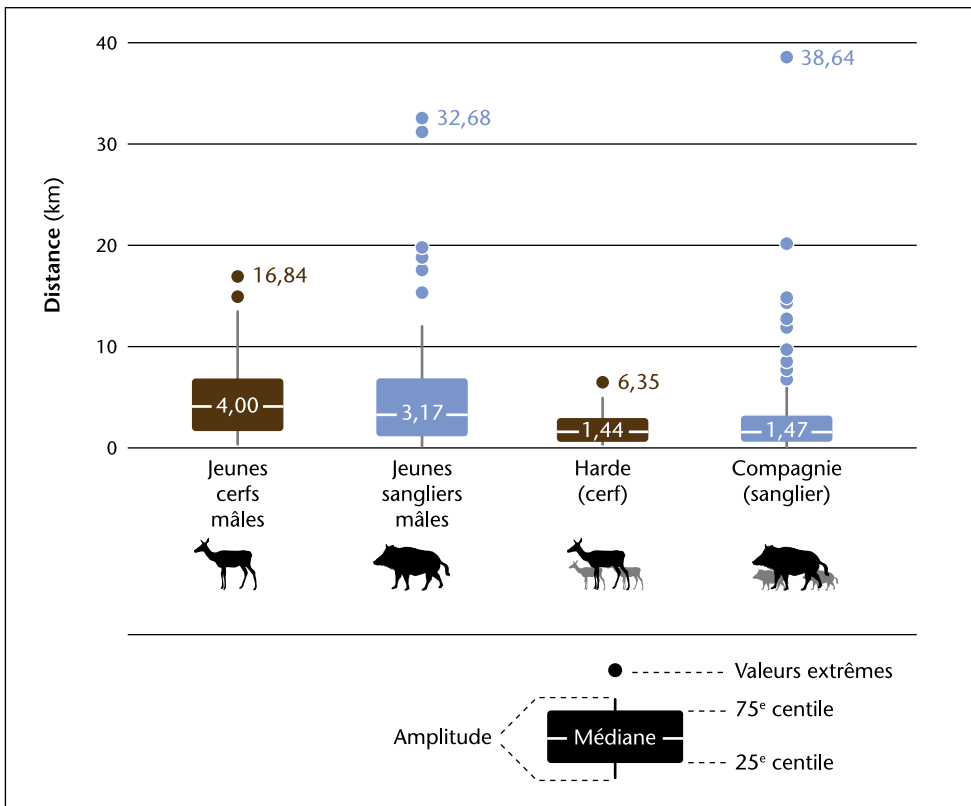 Distance (km)
40
30
20
10
0
16,84
4,00
32,68
3,17
6,35
1,44
38,64
1,47
Jeunes
cerfs
mâles
Jeunes
sangliers
mâles
Harde
(cerf)
Compagnie
(sanglier)
Valeurs extrêmes
75e centile
Amplitude
Médiane
25e centile